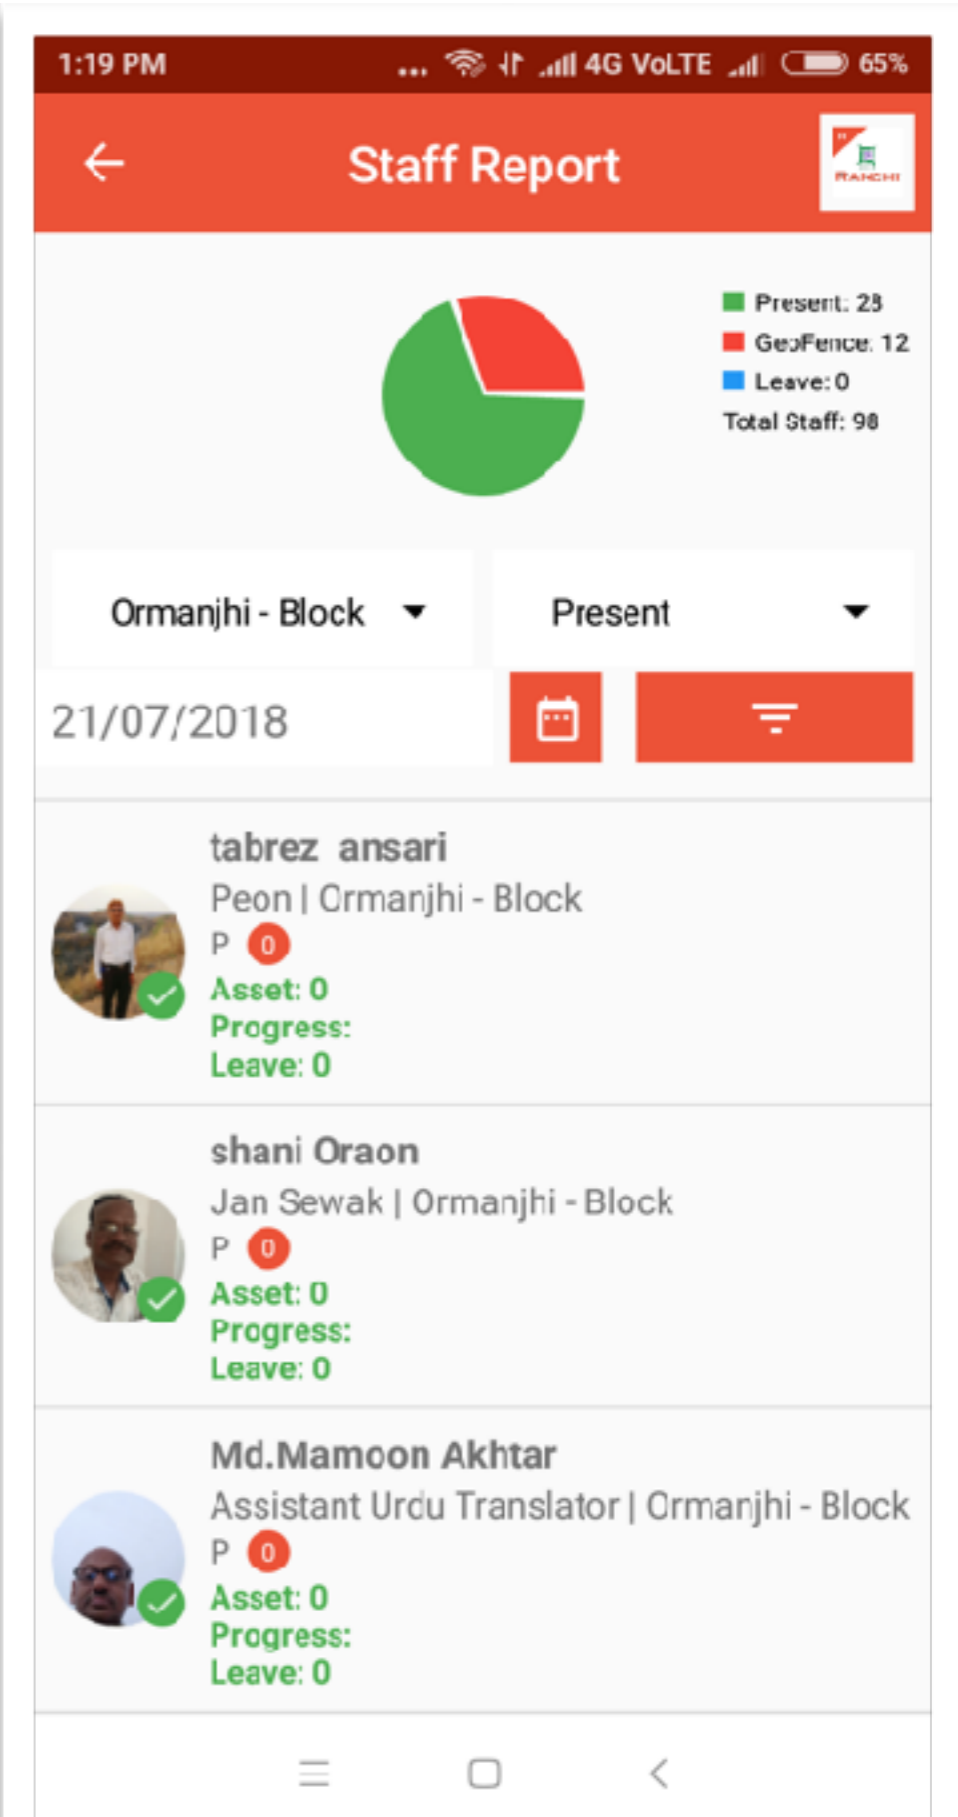 1:19 PM ... 4G VoLTE 65%
Staff Report
RANCHI
Present: 28
GeoFence: 12
Leave: 0
Total Staff: 98
Ormanjhi - Block Present
21/07/2018
tabrez ansari
Peon | Ormanjhi - Block
P 0
Asset: 0
Progress:
Leave: 0
shani Oraon
Jan Sewak | Ormanjhi - Block
P 0
Asset: 0
Progress:
Leave: 0
Md.Mamoon Akhtar
Assistant Urdu Translator | Ormanjhi - Block
P 0
Asset: 0
Progress:
Leave: 0